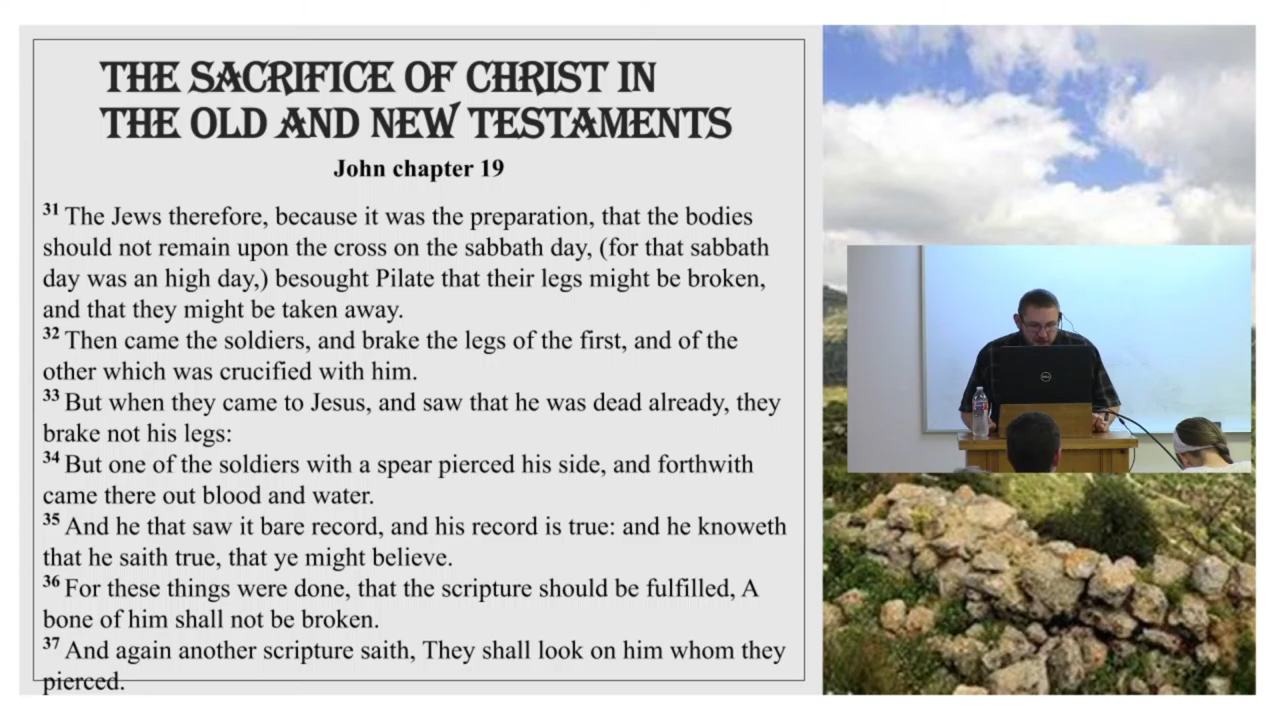 THE SACRIFICE OF CHRIST IN
THE OLD AND NEW TESTAMENTS
John chapter 19
31 The Jews therefore, because it was the preparation, that the bodies
should not remain upon the cross on the sabbath day, (for that sabbath
day was an high day,) besought Pilate that their legs might be broken,
and that they might be taken away.
32 Then came the soldiers, and brake the legs of the first, and of the
other which was crucified with him.
33 But when they came to Jesus, and saw that he was dead already, they
brake not his legs:
34 But one of the soldiers with a spear pierced his side, and forthwith
came there out blood and water.
35 And he that saw it bare record, and his record is true: and he knoweth
that he saith true, that ye might believe.
36 For these things were done, that the scripture should be fulfilled, A
bone of him shall not be broken.
37 And again another scripture saith, They shall look on him whom they
pierced.
DELL